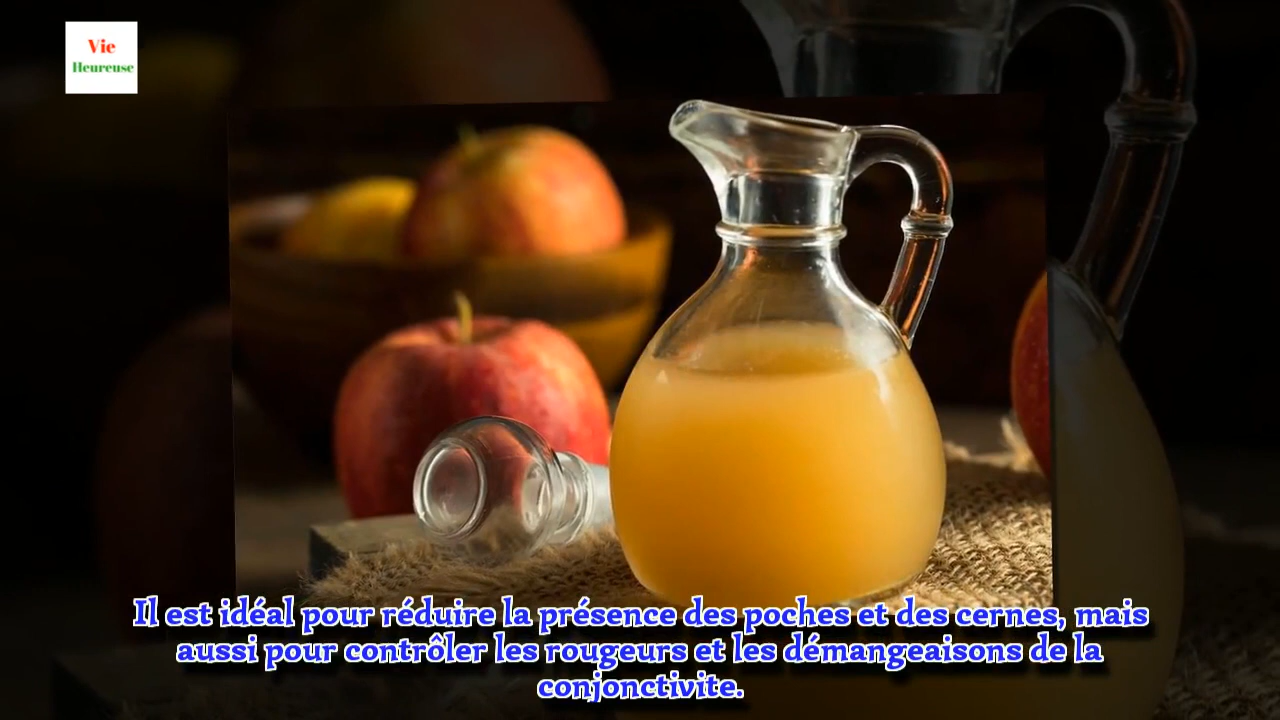 Vie
Heureuse
Il est idéal pour réduire la présence des poches et des cernes, mais
aussi pour contrôler les rougeurs et les démangeaisons de la
conjonctivite.